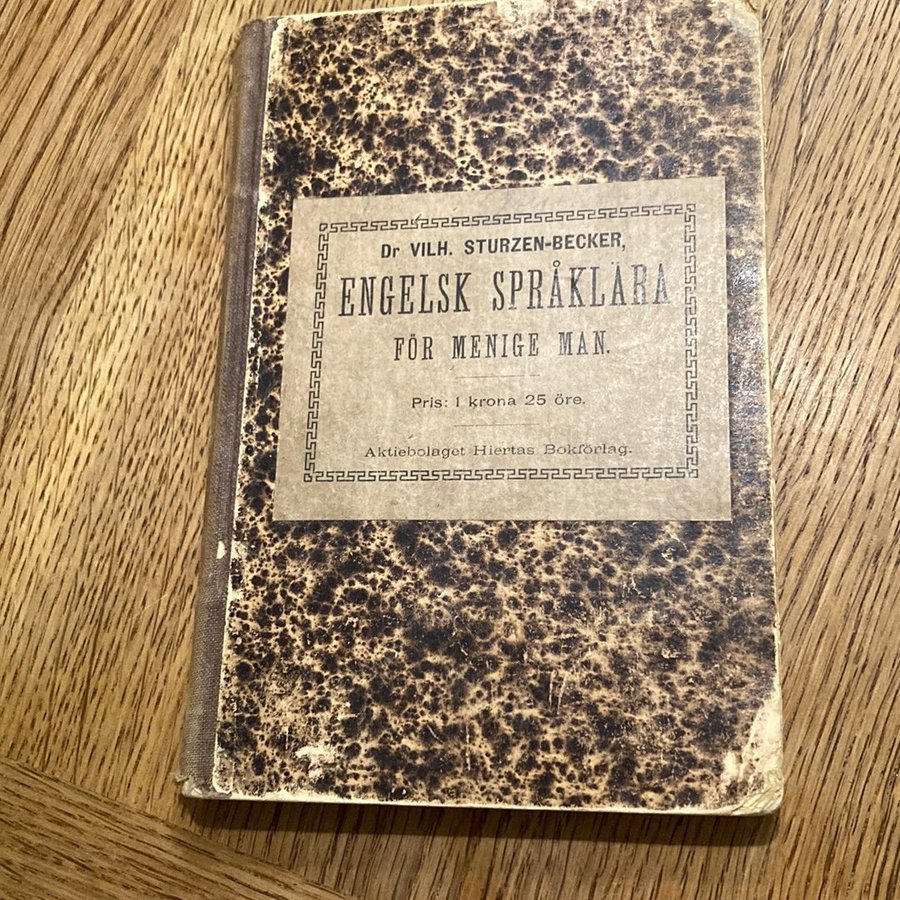 Dr VILH. STURZEN-BECKER,
ENGELSK SPRÅKLÄRA
FÖR MENIGE MAN.
Pris: 1 krona 25 öre.
Aktiebolaget Hiertas Bokförlag.